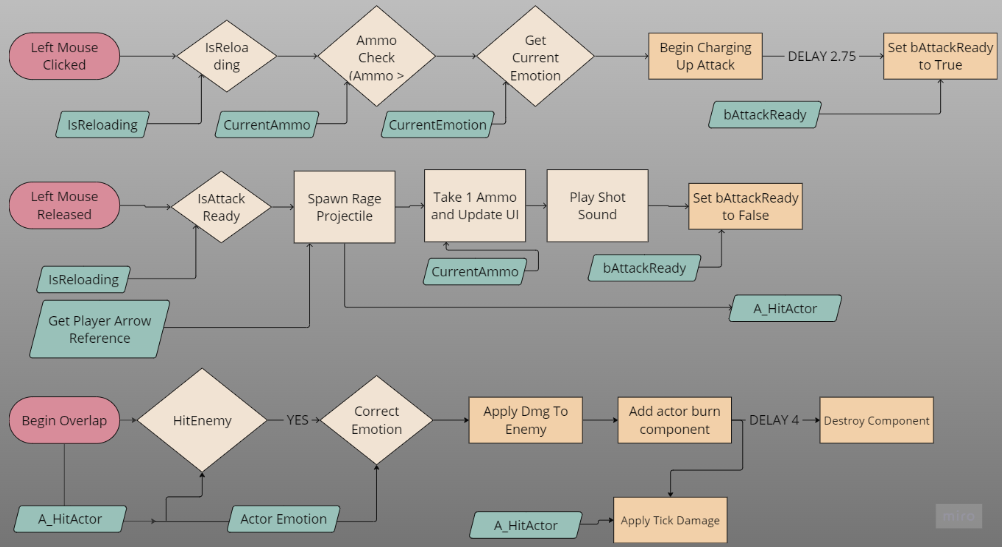 Left Mouse
Clicked
IsReloa
ding
Ammo
Check
(Ammo >
Get
Current
Emotion
Begin Charging
Up Attack
DELAY 2.75
Set bAttackReady
to True
IsReloading
CurrentAmmo
CurrentEmotion
bAttackReady
Left Mouse
Released
IsAttack
Ready
Spawn Rage
Projectile
Take 1 Ammo
and Update UI
Play Shot
Sound
Set bAttackReady
to False
IsReloading
CurrentAmmo
bAttackReady
Get Player Arrow
Reference
A_HitActor
Begin Overlap
HitEnemy
YES
Correct
Emotion
Apply Dmg To
Enemy
Add actor burn
component
DELAY 4
Destroy Component
A_HitActor
Actor Emotion
A_HitActor
Apply Tick Damage
miro